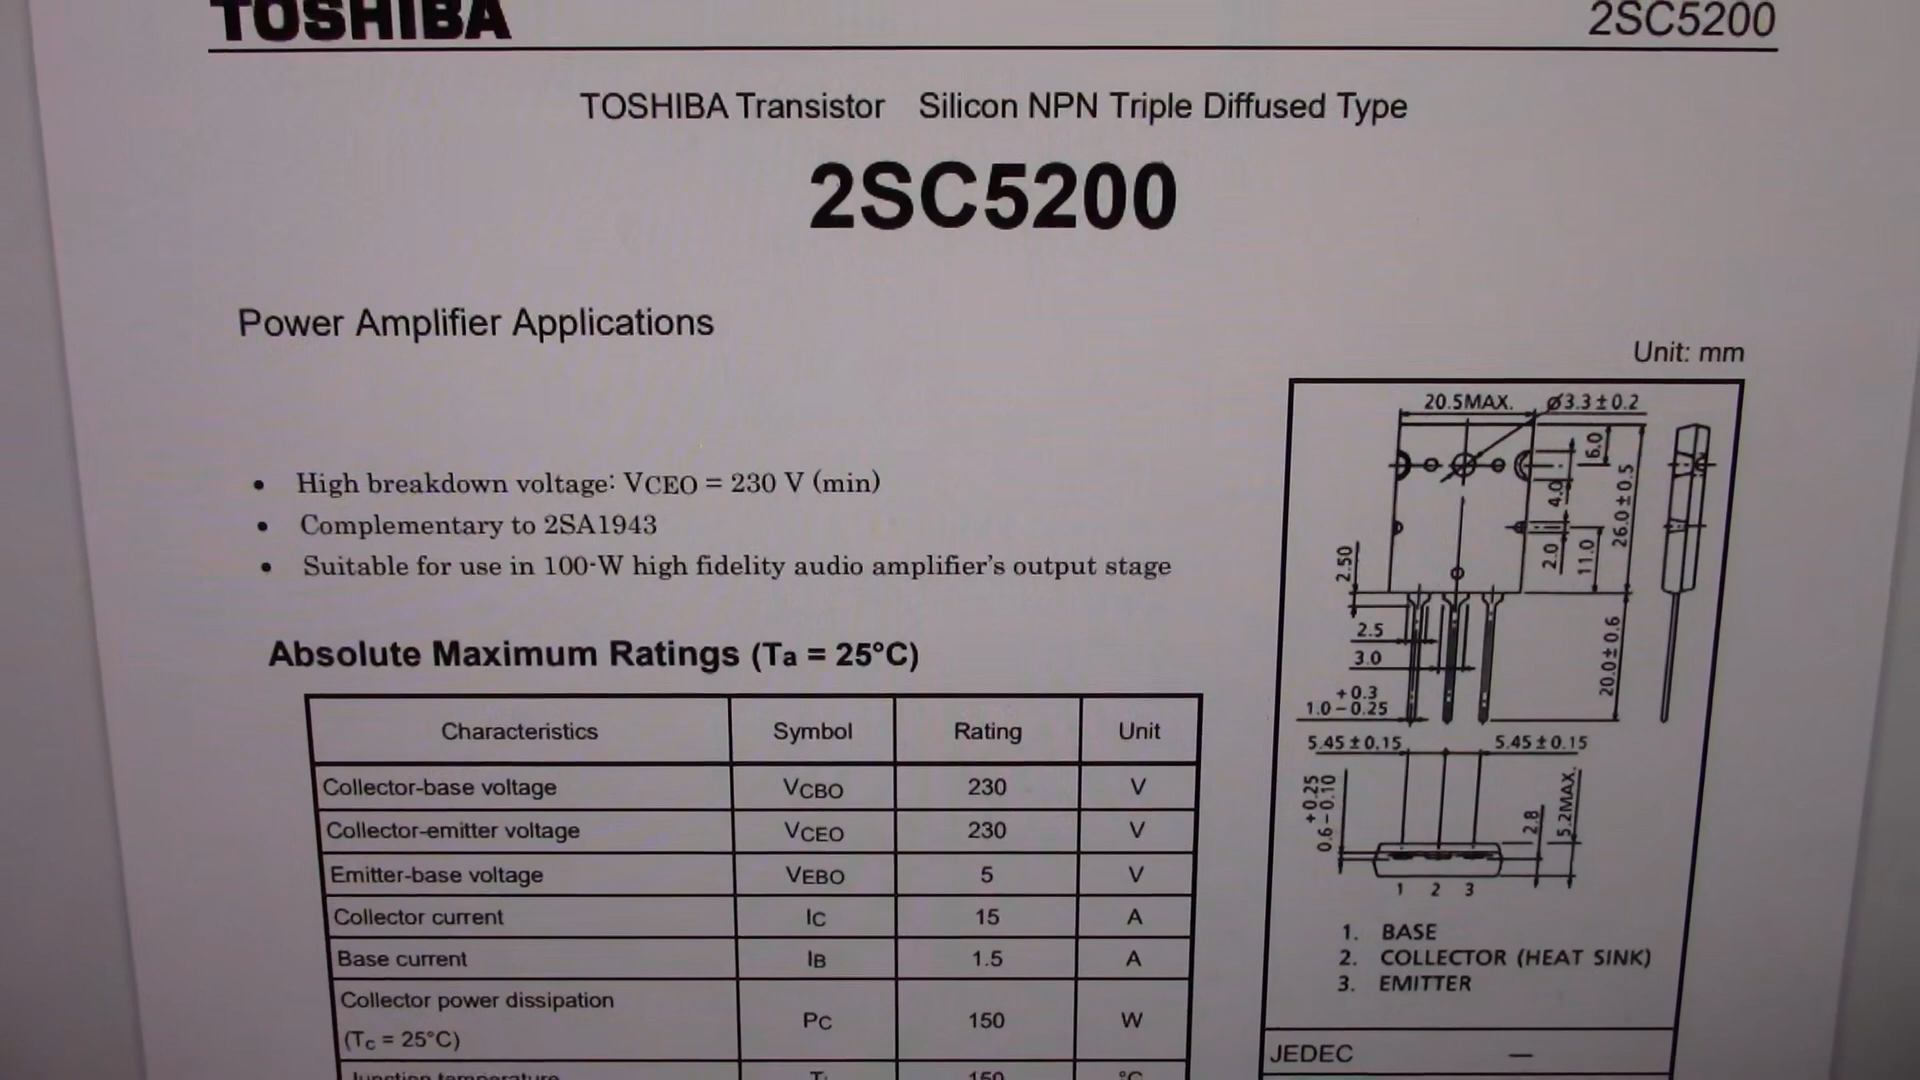 TOSHIBA
2SC5200
TOSHIBA Transistor Silicon NPN Triple Diffused Type
2SC5200
Power Amplifier Applications
Unit: mm
• High breakdown voltage: VCEO = 230 V (min)
• Complementary to 2SA1943
• Suitable for use in 100-W high fidelity audio amplifier's output stage
Absolute Maximum Ratings (Ta = 25°C)
Characteristics Symbol Rating Unit
Collector-base voltage VCBO 230 V
Collector-emitter voltage VCEO 230 V
Emitter-base voltage VEBO 5 V
Collector current IC 15 A
Base current IB 1.5 A
Collector power dissipation
(Tc = 25°C) PC 150 W
Junction temperature Tj 150 °C
20.5MAX. ø3.3±0.2
6.0
4.0
26.0±0.5
2.0
11.0
2.50
2.5
3.0
20.0±0.6
+0.3
1.0-0.25
5.45±0.15 5.45±0.15
+0.25
0.6-0.10
2.8
5.2MAX.
1 2 3
1. BASE
2. COLLECTOR (HEAT SINK)
3. EMITTER
JEDEC —